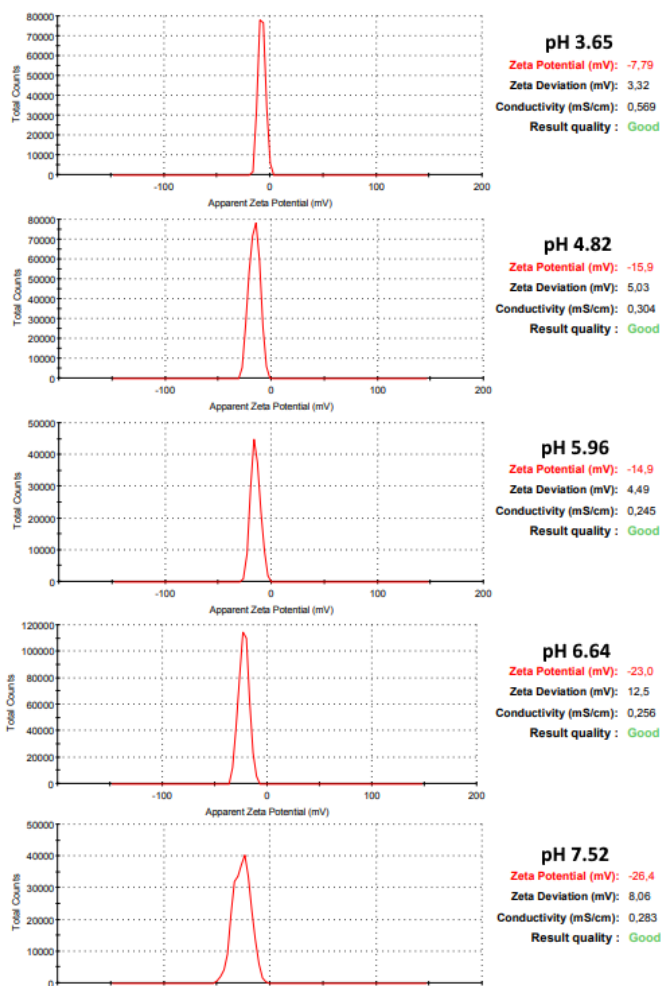 80000
70000
60000
50000
40000
30000
20000
10000
0
Total Counts
-100 0 100 200
Apparent Zeta Potential (mV)
pH 3.65
Zeta Potential (mV): -7,79
Zeta Deviation (mV): 3,32
Conductivity (mS/cm): 0,569
Result quality : Good
80000
70000
60000
50000
40000
30000
20000
10000
0
Total Counts
-100 0 100 200
Apparent Zeta Potential (mV)
pH 4.82
Zeta Potential (mV): -15,9
Zeta Deviation (mV): 5,03
Conductivity (mS/cm): 0,304
Result quality : Good
50000
40000
30000
20000
10000
0
Total Counts
-100 0 100 200
Apparent Zeta Potential (mV)
pH 5.96
Zeta Potential (mV): -14,9
Zeta Deviation (mV): 4,49
Conductivity (mS/cm): 0,245
Result quality : Good
120000
100000
80000
60000
40000
20000
0
Total Counts
-100 0 100 200
Apparent Zeta Potential (mV)
pH 6.64
Zeta Potential (mV): -23,0
Zeta Deviation (mV): 12,5
Conductivity (mS/cm): 0,256
Result quality : Good
50000
40000
30000
20000
10000
0
Total Counts
pH 7.52
Zeta Potential (mV): -26,4
Zeta Deviation (mV): 8,06
Conductivity (mS/cm): 0,283
Result quality : Good